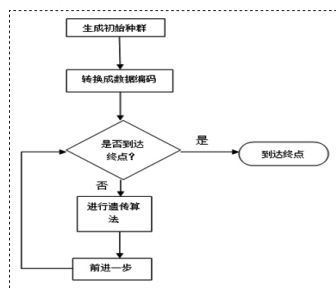 生成初始种群
转换成数据编码
是否到达
终点？
是
到达终点
否
进行遗传算
法
前进一步